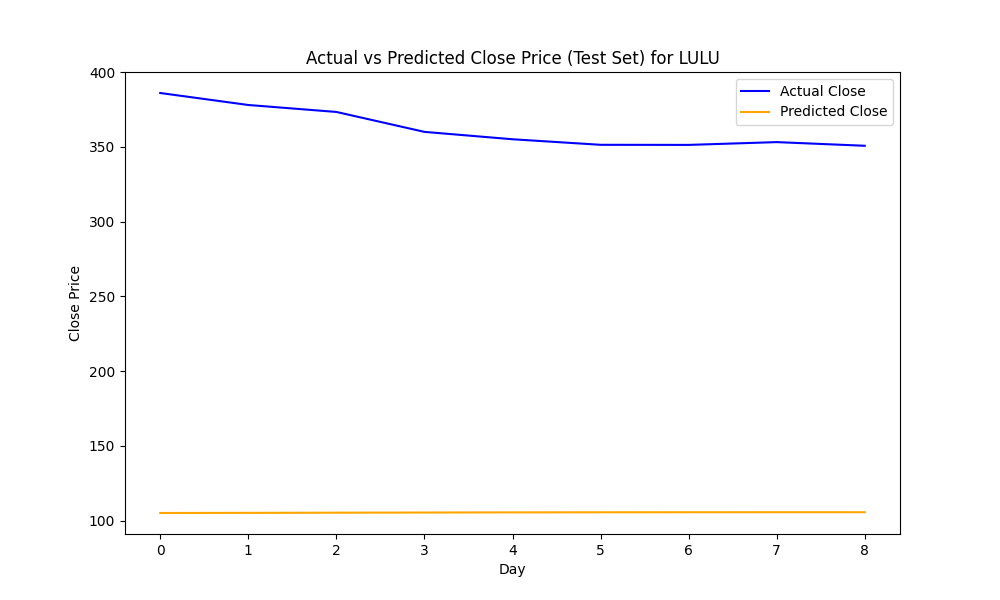 Actual vs Predicted Close Price (Test Set) for LULU
Actual Close
Predicted Close
Close Price
400
350
300
250
200
150
100
0 1 2 3 4 5 6 7 8
Day